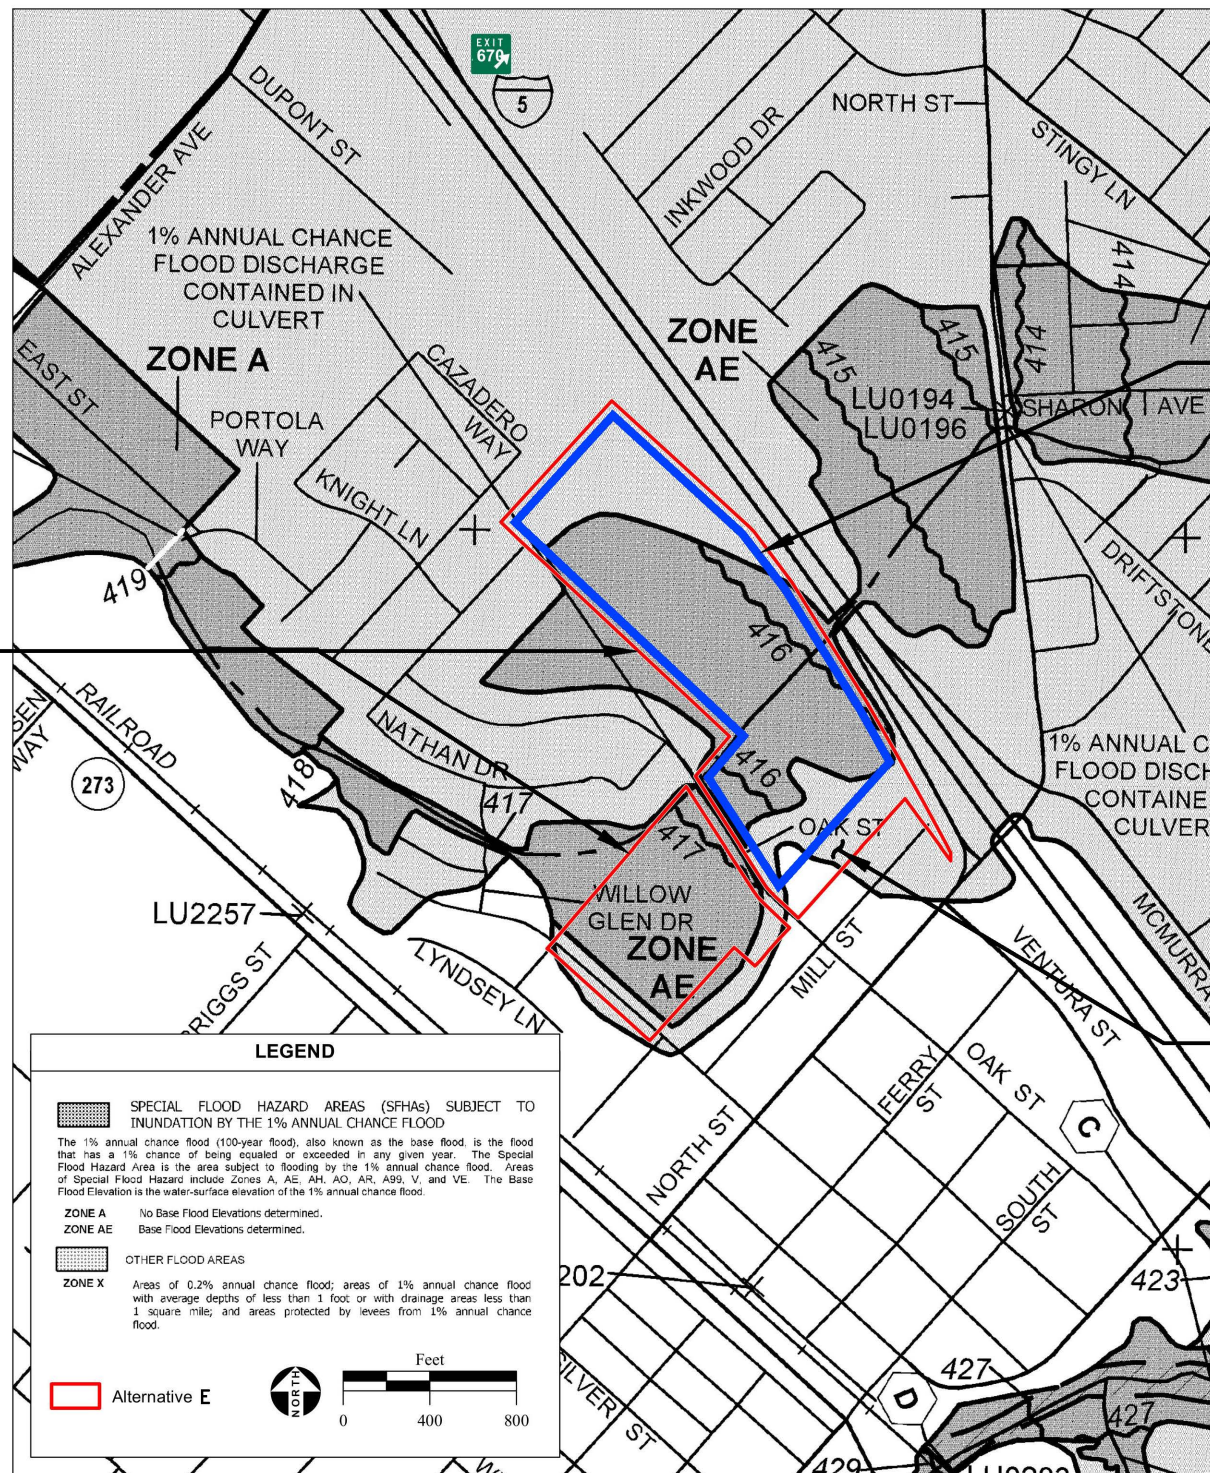 EXIT
670
5
DUPONT ST
NORTH ST
INKWOOD DR
STINGY LN
ALEXANDER AVE
1% ANNUAL CHANCE
FLOOD DISCHARGE
CONTAINED IN
CULVERT
414
414
415
415
ZONE
AE
ZONE A
EAST ST
CAZADERO
WAY
LU0194
LU0196
SHARON
AVE
PORTOLA
WAY
KNIGHT LN
419
DRIFTSTONE
416
416
SEN
WAY
RAILROAD
273
NATHAN DR
418
417
417
1% ANNUAL C
FLOOD DISCH
CONTAINE
CULVER
OAK ST
WILLOW
GLEN DR
ZONE
AE
LU2257
LYNDSEY LN
MILL ST
VENTURA ST
MCMURRA
BRIGGS ST
FERRY
ST
OAK ST
C
NORTH ST
SOUTH
ST
202
423
SILVER ST
427
427
D
429
LEGEND
SPECIAL FLOOD HAZARD AREAS (SFHAs) SUBJECT TO
INUNDATION BY THE 1% ANNUAL CHANCE FLOOD
The 1% annual chance flood (100-year flood), also known as the base flood, is the flood
that has a 1% chance of being equaled or exceeded in any given year. The Special
Flood Hazard Area is the area subject to flooding by the 1% annual chance flood. Areas
of Special Flood Hazard include Zones A, AE, AH, AO, AR, A99, V, and VE. The Base
Flood Elevation is the water-surface elevation of the 1% annual chance flood.
ZONE A No Base Flood Elevations determined.
ZONE AE Base Flood Elevations determined.
OTHER FLOOD AREAS
ZONE X Areas of 0.2% annual chance flood; areas of 1% annual chance flood
with average depths of less than 1 foot or with drainage areas less than
1 square mile; and areas protected by levees from 1% annual chance
flood.
Alternative E
NORTH
Feet
0 400 800